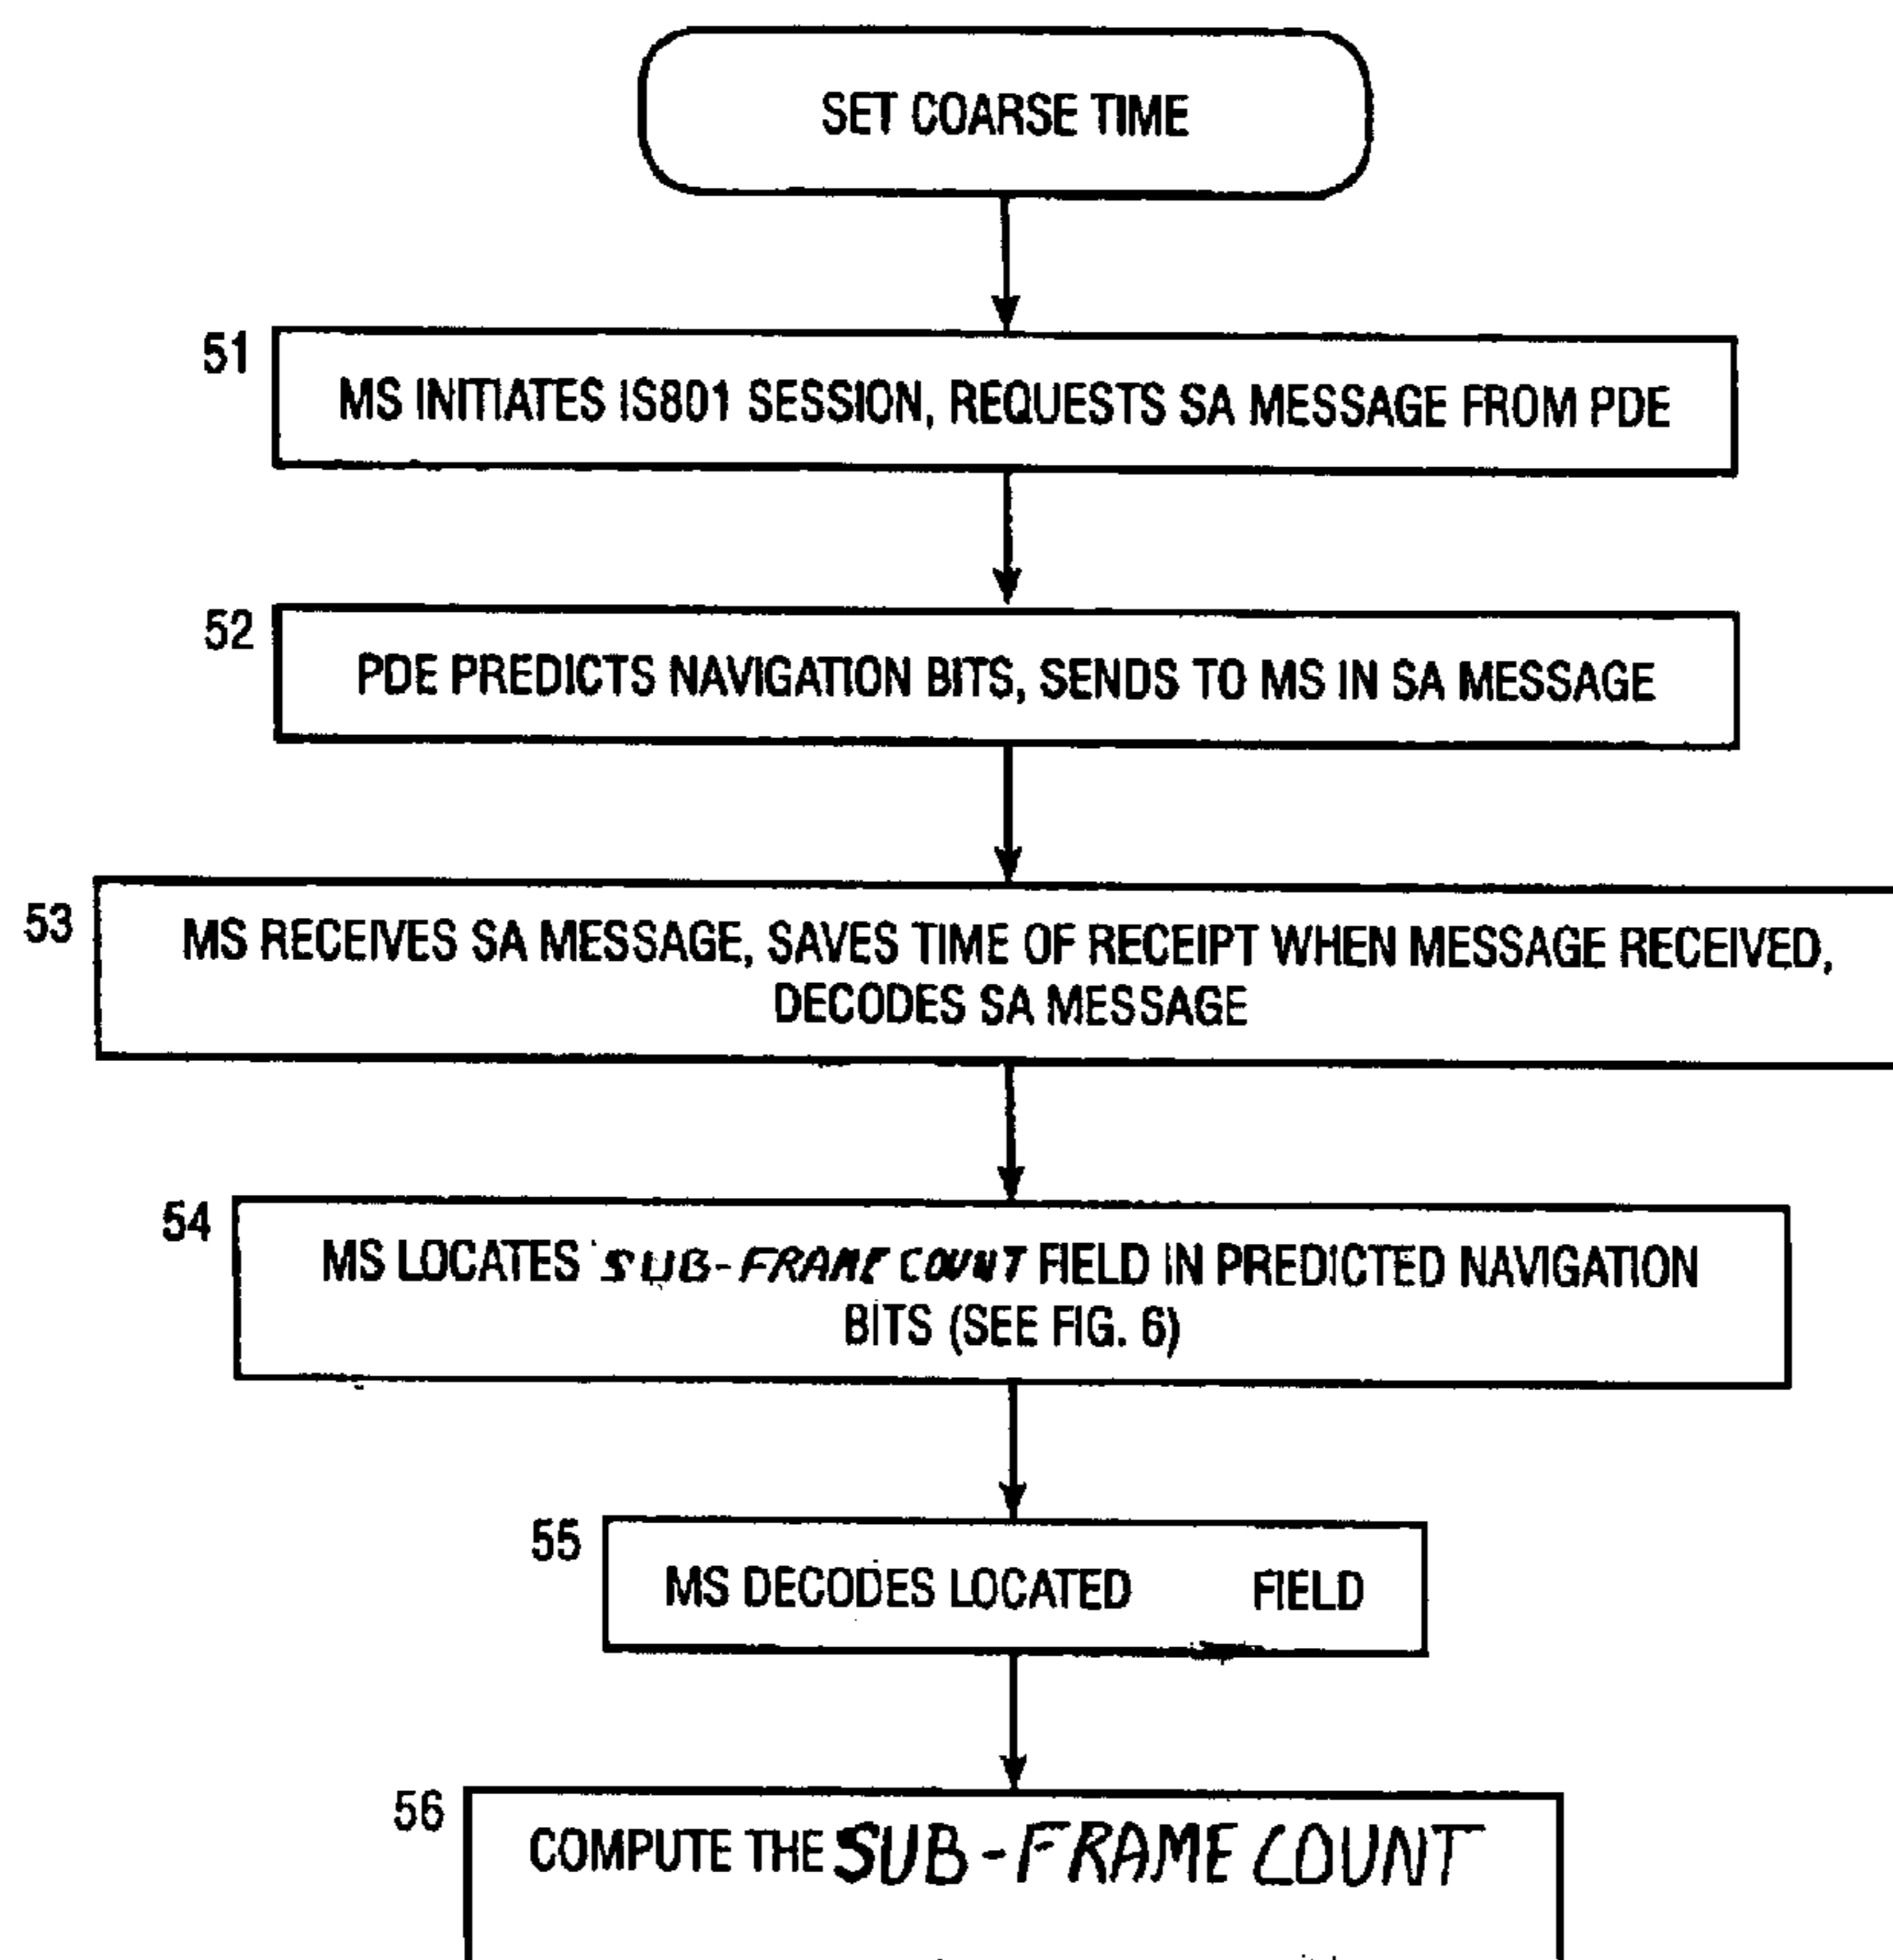 SET COARSE TIME
51
MS INITIATES IS801 SESSION, REQUESTS SA MESSAGE FROM PDE
52
PDE PREDICTS NAVIGATION BITS, SENDS TO MS IN SA MESSAGE
53
MS RECEIVES SA MESSAGE, SAVES TIME OF RECEIPT WHEN MESSAGE RECEIVED,
DECODES SA MESSAGE
54
MS LOCATES SUB-FRAME COUNT FIELD IN PREDICTED NAVIGATION
BITS (SEE FIG. 6)
55
MS DECODES LOCATED FIELD
56
COMPUTE THE SUB-FRAME COUNT